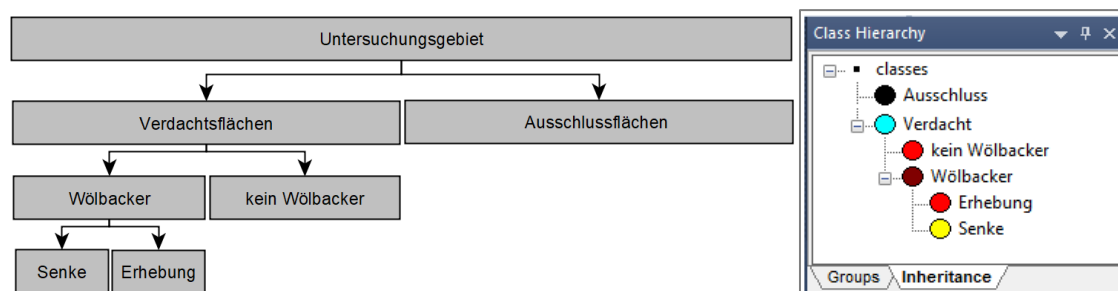 Untersuchungsgebiet
Verdachtsflächen
Ausschlussflächen
Wölbacker
kein Wölbacker
Senke
Erhebung
Class Hierarchy
classes
Ausschluss
Verdacht
kein Wölbacker
Wölbacker
Erhebung
Senke
Groups
Inheritance